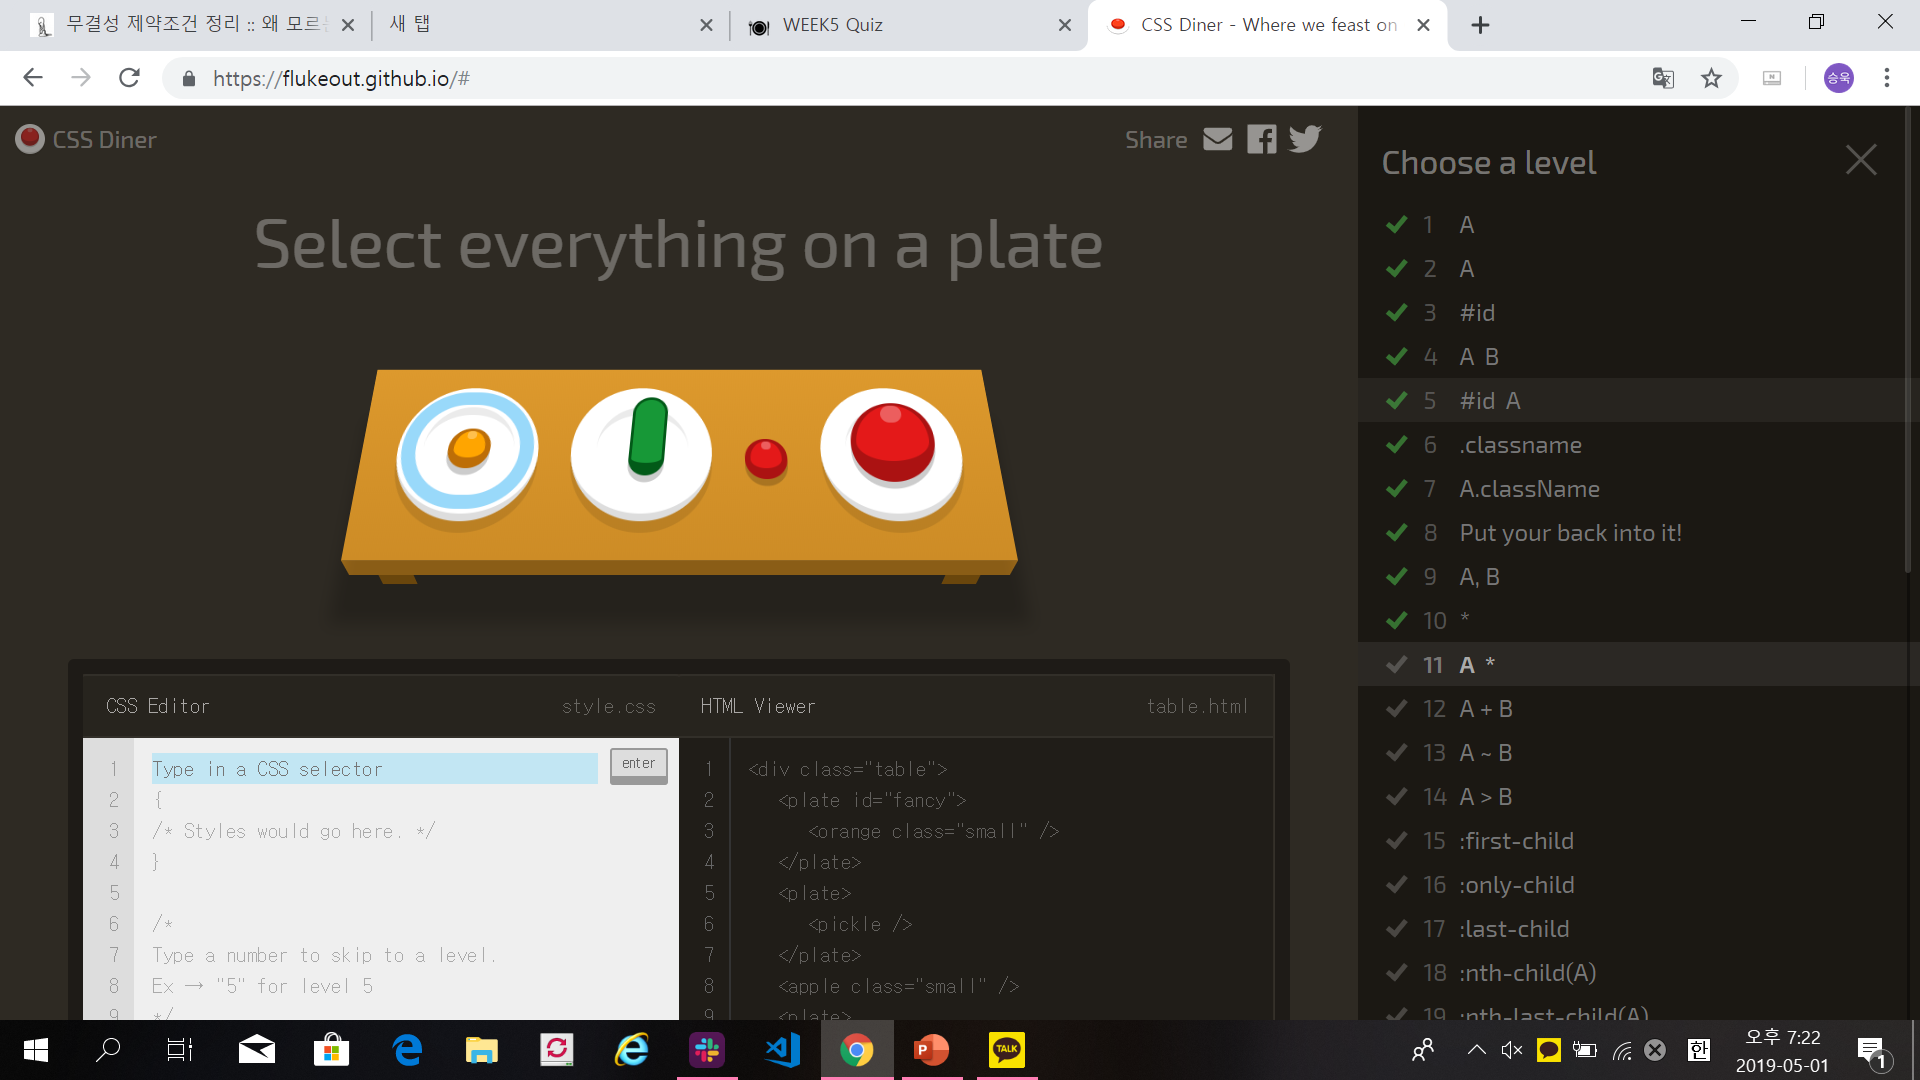 무결성 제약조건 정리 :: 왜 모르
새 탭
WEEK5 Quiz
CSS Diner - Where we feast on
https://flukeout.github.io/#
승욱
CSS Diner
Share
Select everything on a plate
CSS Editor
style.css
HTML Viewer
table.html
1 Type in a CSS selector
enter
2 {
3 /* Styles would go here. */
4 }
5
6 /*
7 Type a number to skip to a level.
8 Ex → "5" for level 5
9 */
1 <div class="table">
2 <plate id="fancy">
3 <orange class="small" />
4 </plate>
5 <plate>
6 <pickle />
7 </plate>
8 <apple class="small" />
9 <plate>
Choose a level
1 A
2 A
3 #id
4 A B
5 #id A
6 .classname
7 A.className
8 Put your back into it!
9 A, B
10 *
11 A *
12 A + B
13 A ~ B
14 A > B
15 :first-child
16 :only-child
17 :last-child
18 :nth-child(A)
19 :nth-last-child(A)
P
TALK
TALK
한
오후 7:22
2019-05-01
1